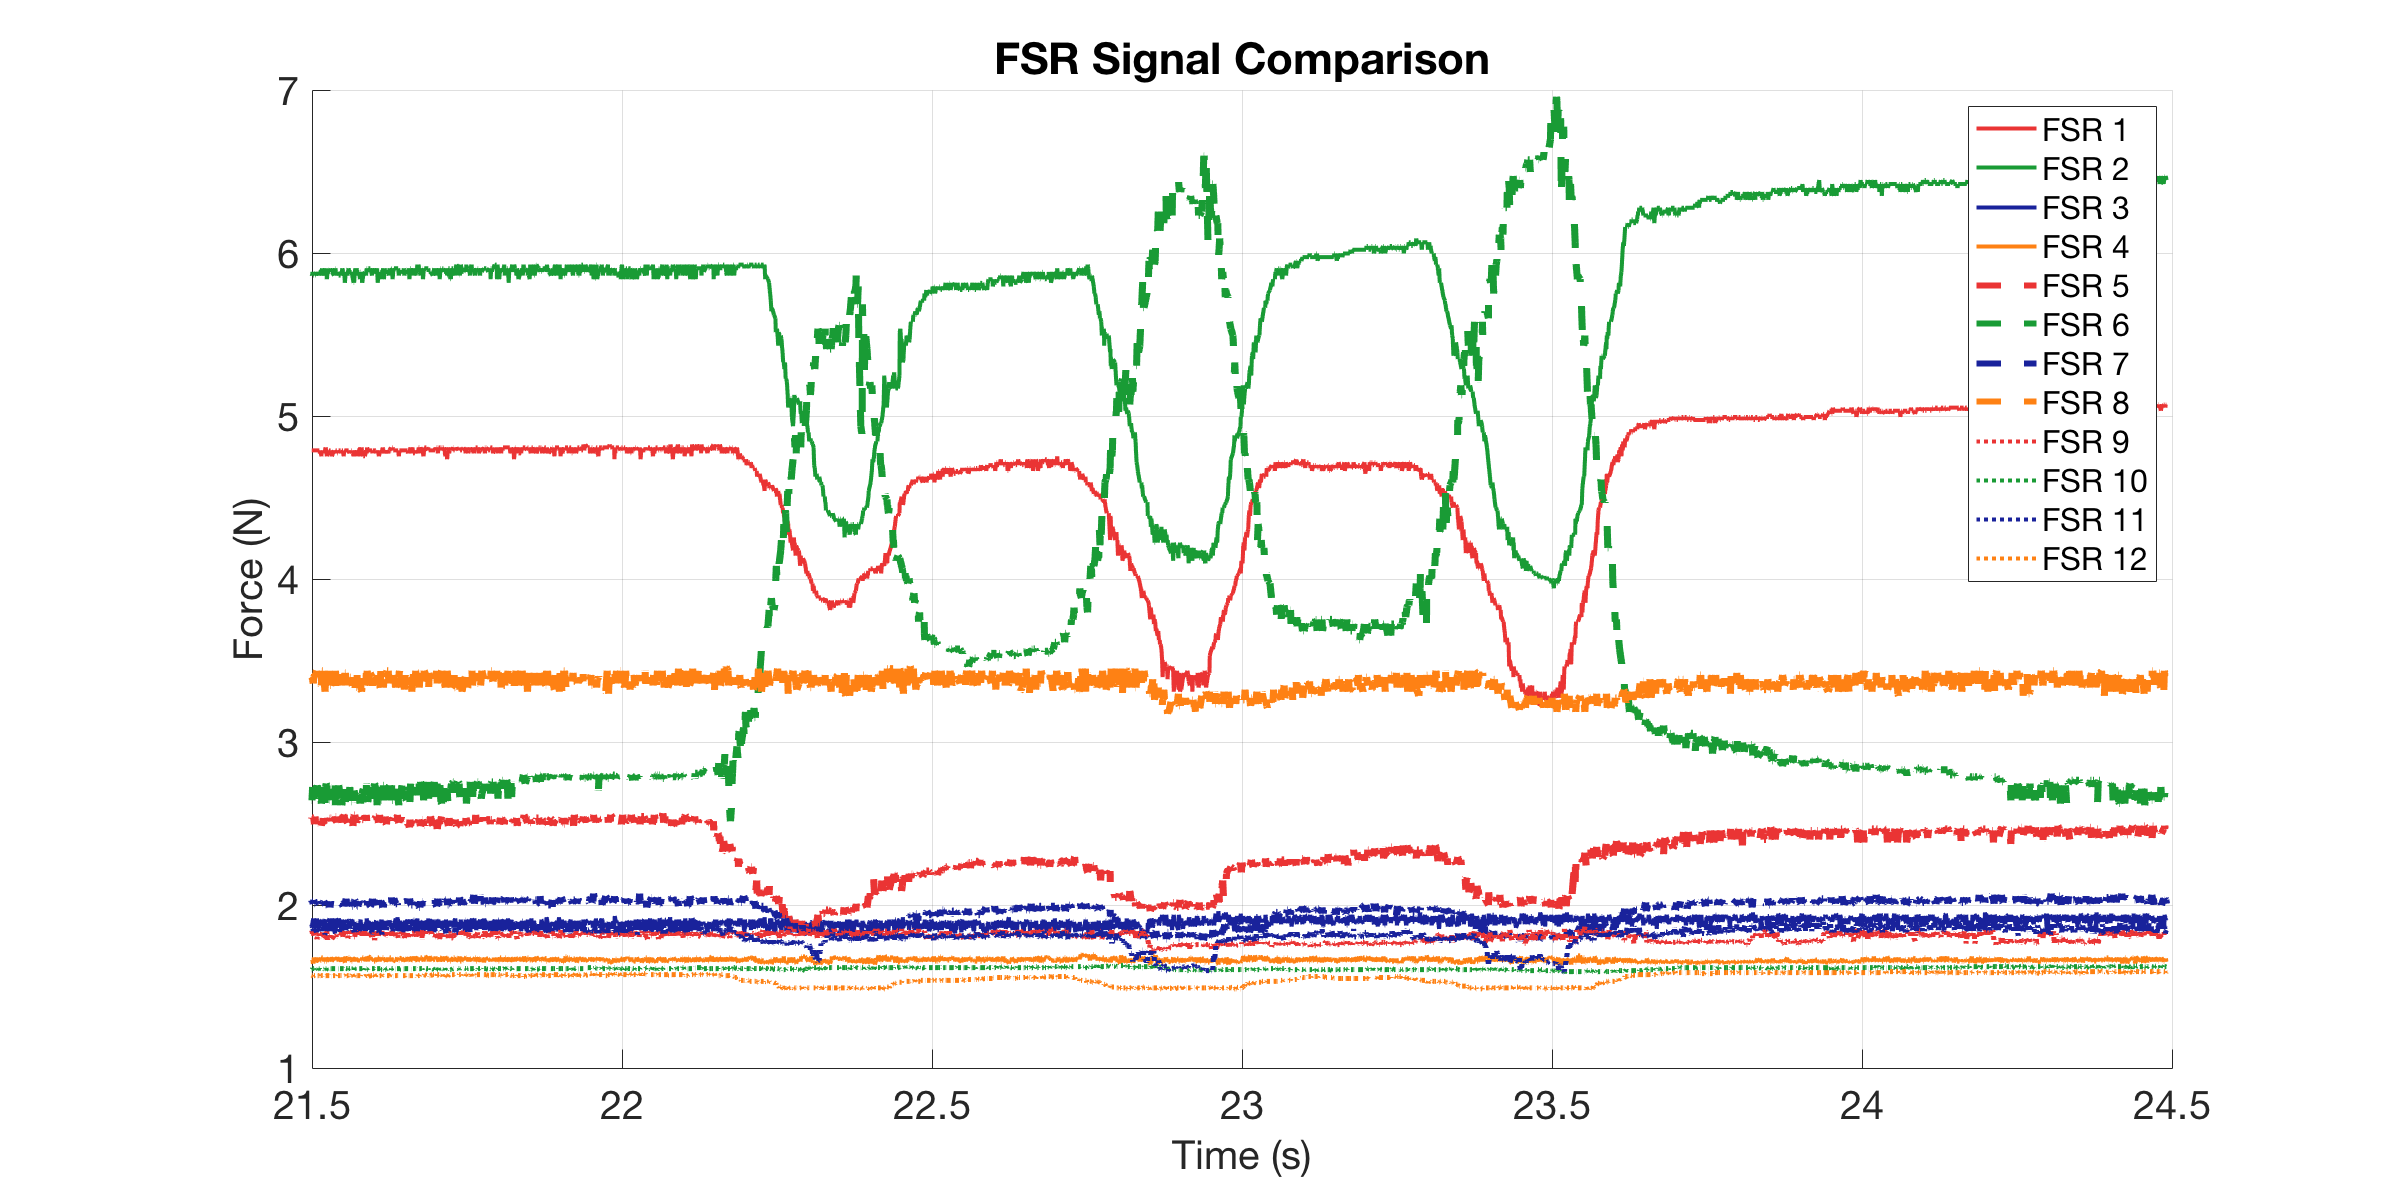 FSR Signal Comparison
7
6
5
4
3
2
1
Force (N)
21.5 22 22.5 23 23.5 24 24.5
Time (s)
FSR 1
FSR 2
FSR 3
FSR 4
FSR 5
FSR 6
FSR 7
FSR 8
FSR 9
FSR 10
FSR 11
FSR 12